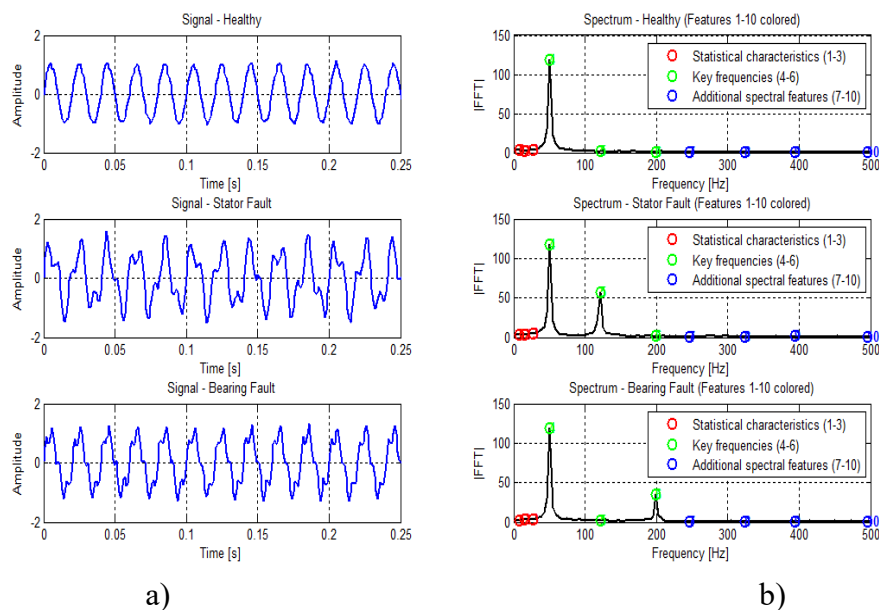 Signal - Healthy
Amplitude
2
0
-2
0 0.05 0.1 0.15 0.2 0.25
Time [s]
Spectrum - Healthy (Features 1-10 colored)
|FFT|
150
100
50
0
Statistical characteristics (1-3)
Key frequencies (4-6)
Additional spectral features (7-10)
0 100 200 300 400 500
Frequency [Hz]
Signal - Stator Fault
Amplitude
2
0
-2
0 0.05 0.1 0.15 0.2 0.25
Time [s]
Spectrum - Stator Fault (Features 1-10 colored)
|FFT|
150
100
50
0
Statistical characteristics (1-3)
Key frequencies (4-6)
Additional spectral features (7-10)
0 100 200 300 400 500
Frequency [Hz]
Signal - Bearing Fault
Amplitude
2
0
-2
0 0.05 0.1 0.15 0.2 0.25
Time [s]
Spectrum - Bearing Fault (Features 1-10 colored)
|FFT|
150
100
50
0
Statistical characteristics (1-3)
Key frequencies (4-6)
Additional spectral features (7-10)
0 100 200 300 400 500
Frequency [Hz]
a)
b)